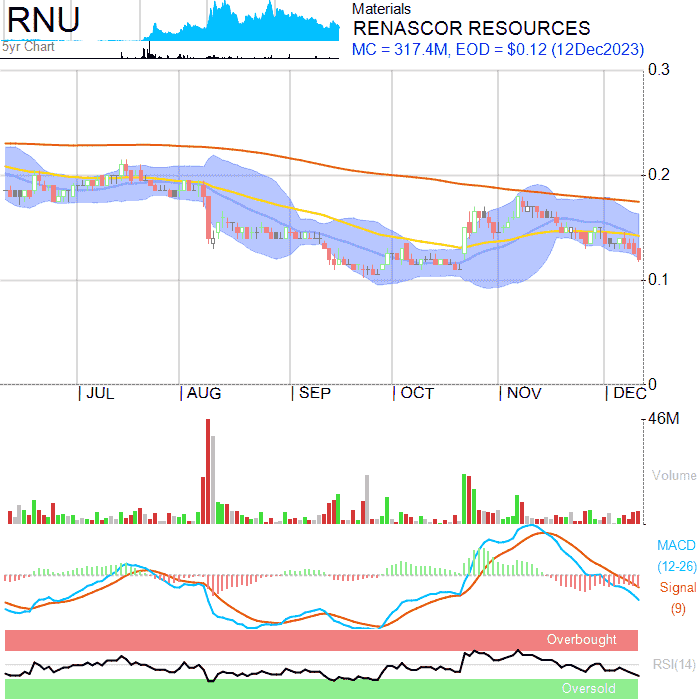 RNU
5yr Chart
Materials
RENASCOR RESOURCES
MC = 317.4M, EOD = $0.12 (12Dec2023)
0.3
0.2
0.1
0
| JUL | AUG | SEP | OCT | NOV | DEC
46M
Volume
MACD
(12-26)
Signal
(9)
Overbought
RSI(14)
Oversold